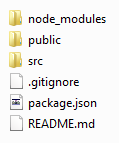 node_modules
public
src
.gitignore
package.json
README.md